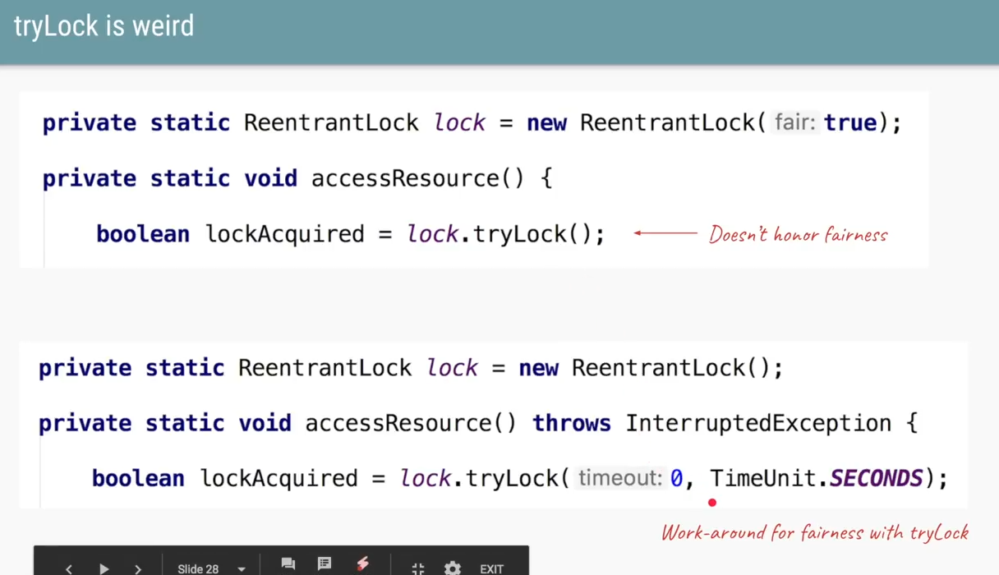 tryLock is weird
private static ReentrantLock lock = new ReentrantLock( fair: true);
private static void accessResource() {
boolean lockAcquired = lock.tryLock();
Doesn't honor fairness
private static ReentrantLock lock = new ReentrantLock();
private static void accessResource() throws InterruptedException {
boolean lockAcquired = lock.tryLock( timeout: 0, TimeUnit.SECONDS);
Work-around for fairness with tryLock
Slide 28
EXIT